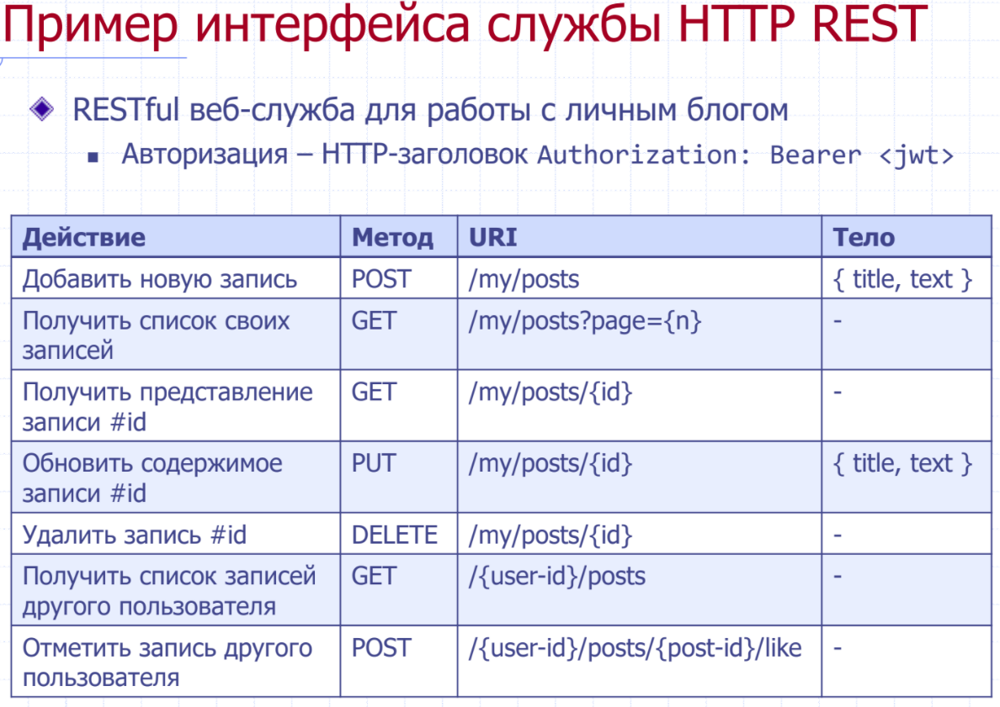 Пример интерфейса службы HTTP REST
RESTful веб-служба для работы с личным блогом
Авторизация – HTTP-заголовок Authorization: Bearer <jwt>
Действие Метод URI Тело
Добавить новую запись POST /my/posts { title, text }
Получить список своих GET /my/posts?page={n} -
записей
Получить представление GET /my/posts/{id} -
записи #id
Обновить содержимое PUT /my/posts/{id} { title, text }
записи #id
Удалить запись #id DELETE /my/posts/{id} -
Получить список записей GET /{user-id}/posts -
другого пользователя
Отметить запись другого POST /{user-id}/posts/{post-id}/like -
пользователя